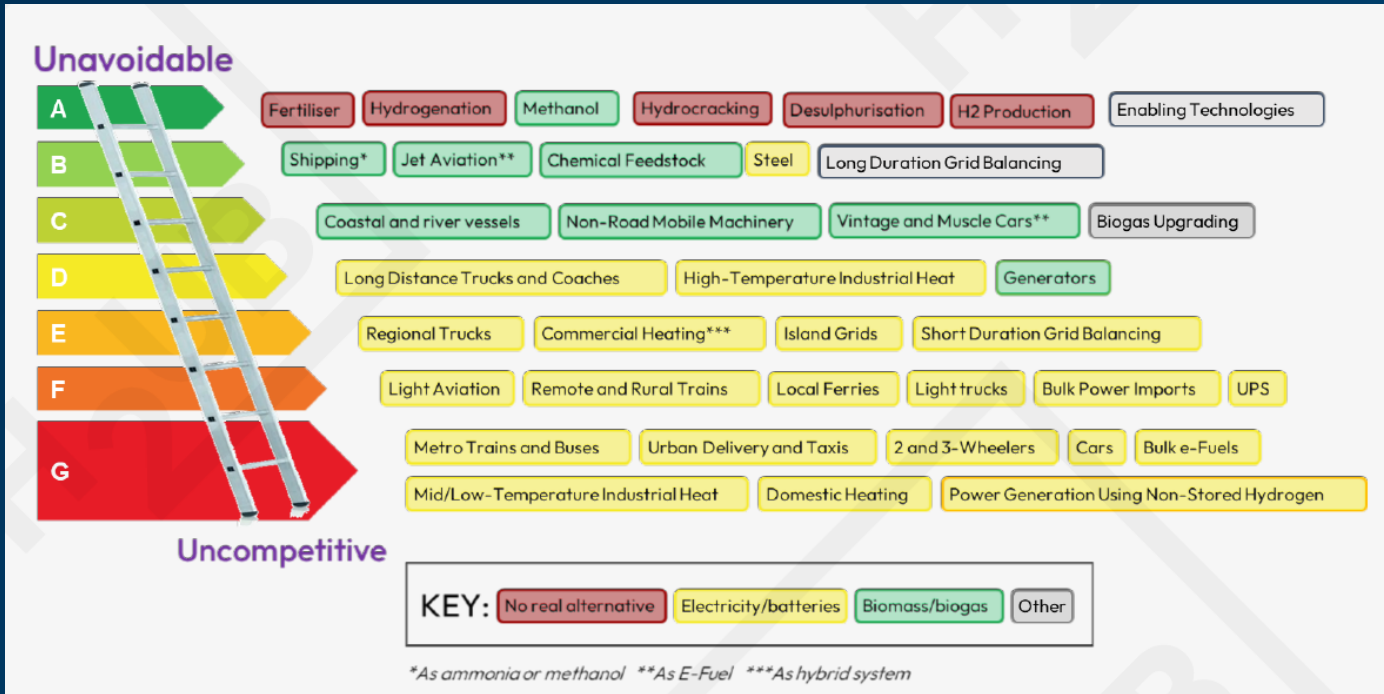 Unavoidable
A Fertiliser Hydrogenation Methanol Hydrocracking Desulphurisation H2 Production Enabling Technologies
B Shipping* Jet Aviation** Chemical Feedstock Steel Long Duration Grid Balancing
C Coastal and river vessels Non-Road Mobile Machinery Vintage and Muscle Cars** Biogas Upgrading
D Long Distance Trucks and Coaches High-Temperature Industrial Heat Generators
E Regional Trucks Commercial Heating*** Island Grids Short Duration Grid Balancing
F Light Aviation Remote and Rural Trains Local Ferries Light trucks Bulk Power Imports UPS
G Metro Trains and Buses Urban Delivery and Taxis 2 and 3-Wheelers Cars Bulk e-Fuels
Mid/Low-Temperature Industrial Heat Domestic Heating Power Generation Using Non-Stored Hydrogen
Uncompetitive
KEY: No real alternative Electricity/batteries Biomass/biogas Other
*As ammonia or methanol **As E-Fuel ***As hybrid system